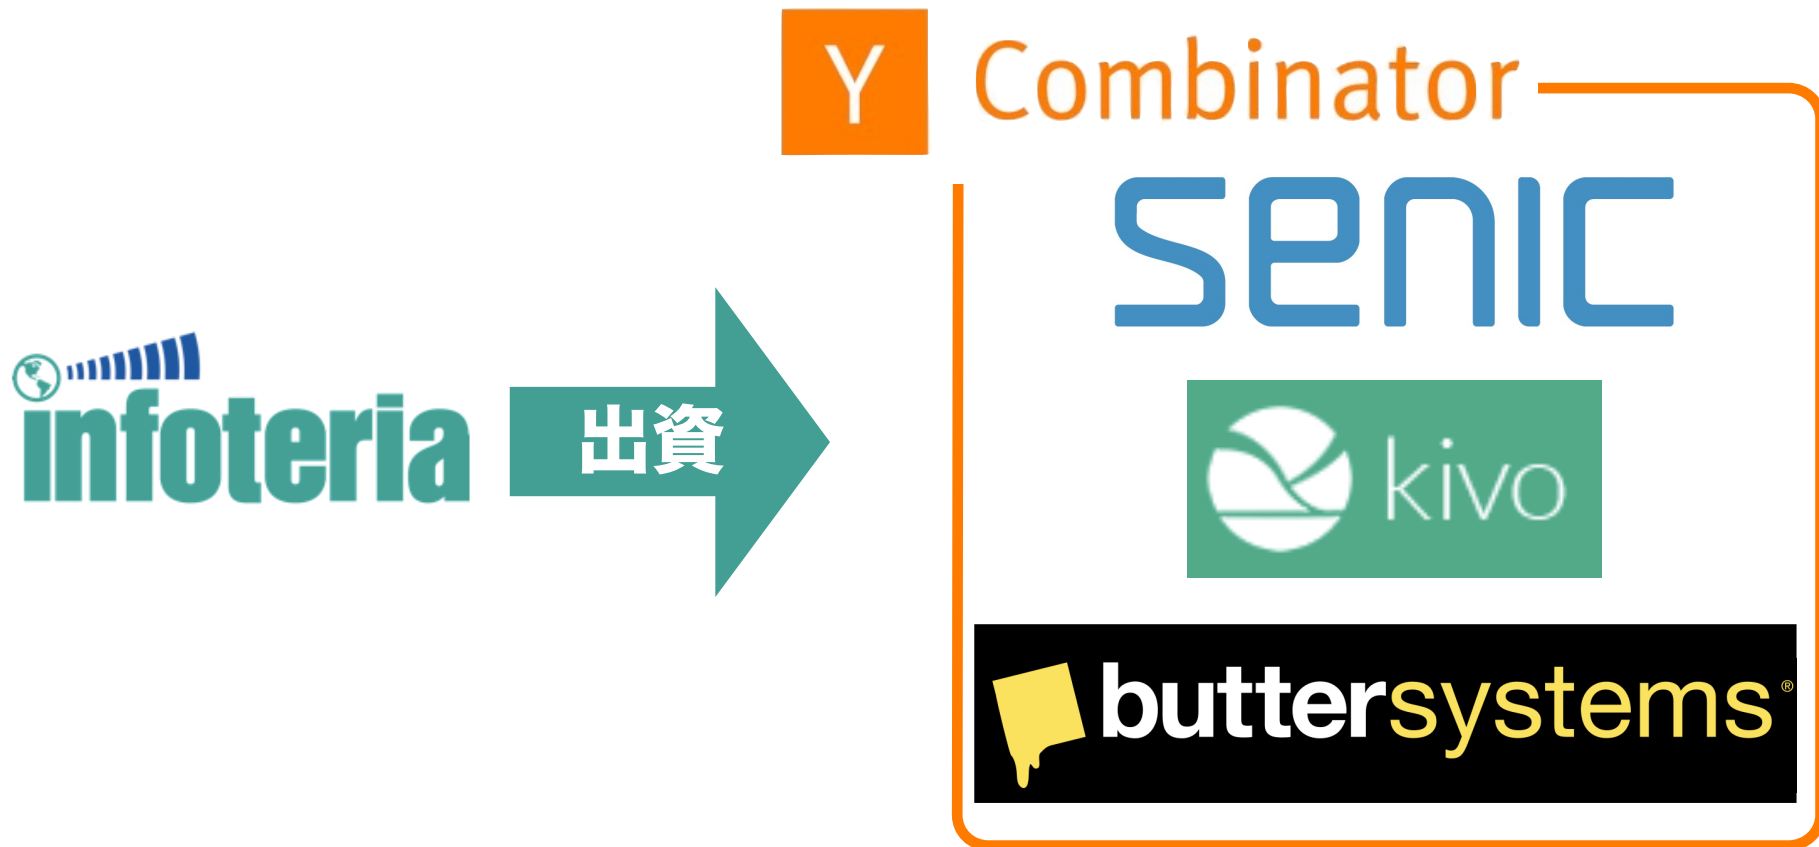 Y Combinator
senic
infoteria
出資
kivo
buttersystems®